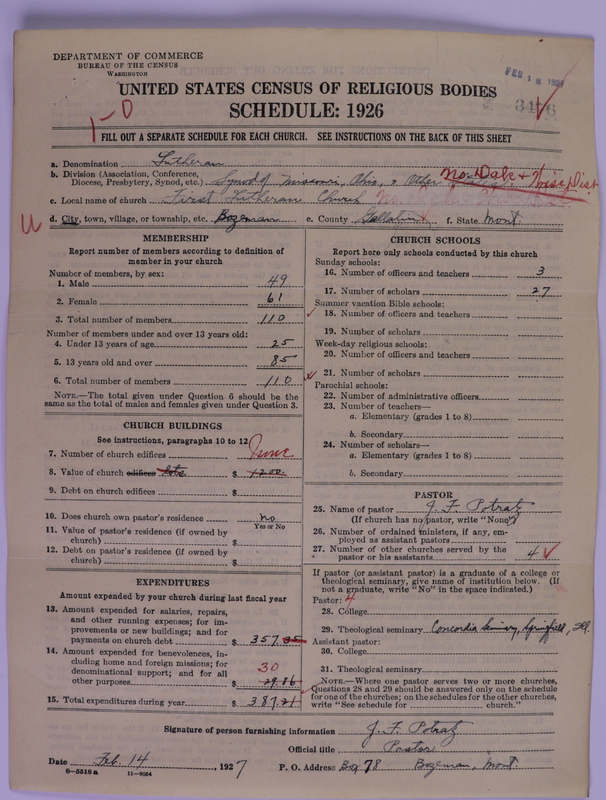 DEPARTMENT OF COMMERCE
BUREAU OF THE CENSUS
WASHINGTON
FEB 18 192
UNITED STATES CENSUS OF RELIGIOUS BODIES
SCHEDULE: 1926
1-0
FILL OUT A SEPARATE SCHEDULE FOR EACH CHURCH. SEE INSTRUCTIONS ON THE BACK OF THIS SHEET
a. Denomination Lutheran
b. Division (Association, Conference,
Diocese, Presbytery, Synod, etc.) Synod of Missouri, Ohio, & Other No. Dak +
c. Local name of church First Lutheran Church
d. City, town, village, or township, etc. Bozeman e. County Gallatin f. State Mont.
MEMBERSHIP
Report number of members according to definition of
member in your church
Number of members, by sex:
1. Male 49
2. Female 61
3. Total number of members 110
Number of members under and over 13 years old:
4. Under 13 years of age 25
5. 13 years old and over 85
6. Total number of members 110
NOTE.—The total given under Question 6 should be the
same as the total of males and females given under Question 3.
CHURCH BUILDINGS
See instructions, paragraphs 10 to 12
7. Number of church edifices None
8. Value of church edifices lots $ 1200.
9. Debt on church edifices $
10. Does church own pastor's residence No
Yes or No
11. Value of pastor's residence (if owned by
church) $
12. Debt on pastor's residence (if owned by
church) $
EXPENDITURES
Amount expended by your church during last fiscal year
13. Amount expended for salaries, repairs,
and other running expenses; for im-
provements or new buildings; and for
payments on church debt $ 357.35
14. Amount expended for benevolences, in-
cluding home and foreign missions; for
denominational support; and for all
other purposes $ 30 29.86
15. Total expenditures during year $ 387.21
CHURCH SCHOOLS
Report here only schools conducted by this church
Sunday schools:
16. Number of officers and teachers 3
17. Number of scholars 27
Summer vacation Bible schools:
18. Number of officers and teachers
19. Number of scholars
Week-day religious schools:
20. Number of officers and teachers
21. Number of scholars
Parochial schools:
22. Number of administrative officers
23. Number of teachers—
a. Elementary (grades 1 to 8)
b. Secondary
24. Number of scholars—
a. Elementary (grades 1 to 8)
b. Secondary
PASTOR
25. Name of pastor J. F. Potratz
(If church has no pastor, write "None")
26. Number of ordained ministers, if any, em-
ployed as assistant pastors
27. Number of other churches served by the
pastor or his assistants 4
If pastor (or assistant pastor) is a graduate of a college or
theological seminary, give name of institution below. (If
not a graduate, write "No" in the space indicated.)
Pastor:
28. College
29. Theological seminary Concordia Seminary, Springfield, Ill.
Assistant pastor:
30. College
31. Theological seminary
NOTE.—Where one pastor serves two or more churches,
Questions 28 and 29 should be answered only on the schedule
for one of the churches; on the schedules for the other churches,
write "See schedule for church."
Signature of person furnishing information J. F. Potratz
Official title Pastor
Date Feb. 14, 1927 P. O. Address Box 78 Bozeman, Mont
8-5518a 11-9054